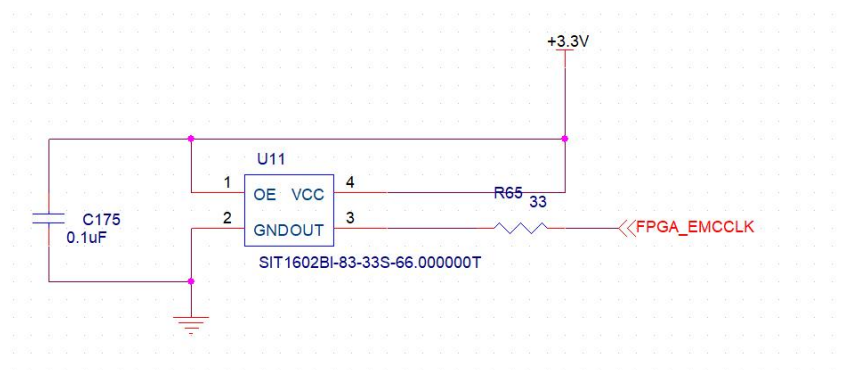 +3.3V
U11
1
OE VCC
4
R65
33
2
GNDOUT
3
FPGA_EMCCLK
C175
0.1uF
SIT1602BI-83-33S-66.000000T